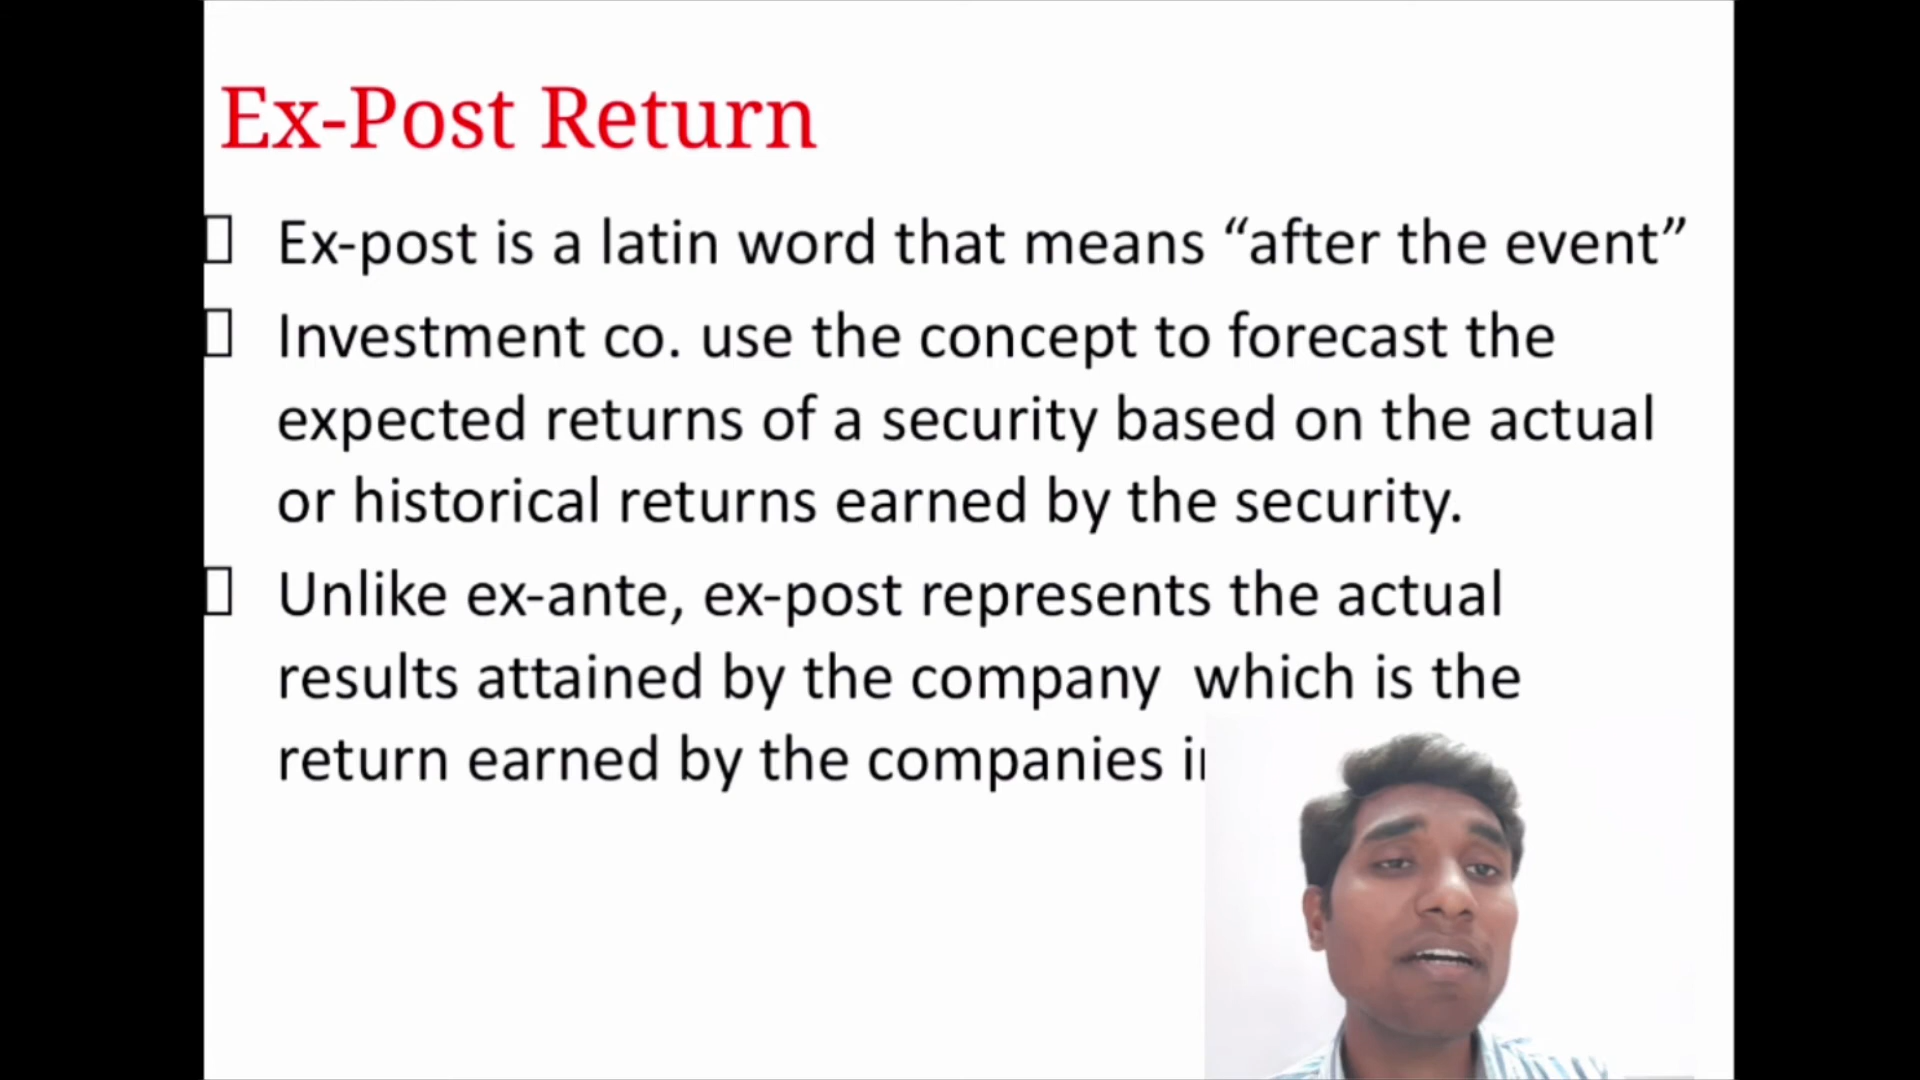 Ex-Post Return
Ex-post is a latin word that means “after the event”
Investment co. use the concept to forecast the
expected returns of a security based on the actual
or historical returns earned by the security.
Unlike ex-ante, ex-post represents the actual
results attained by the company which is the
return earned by the companies